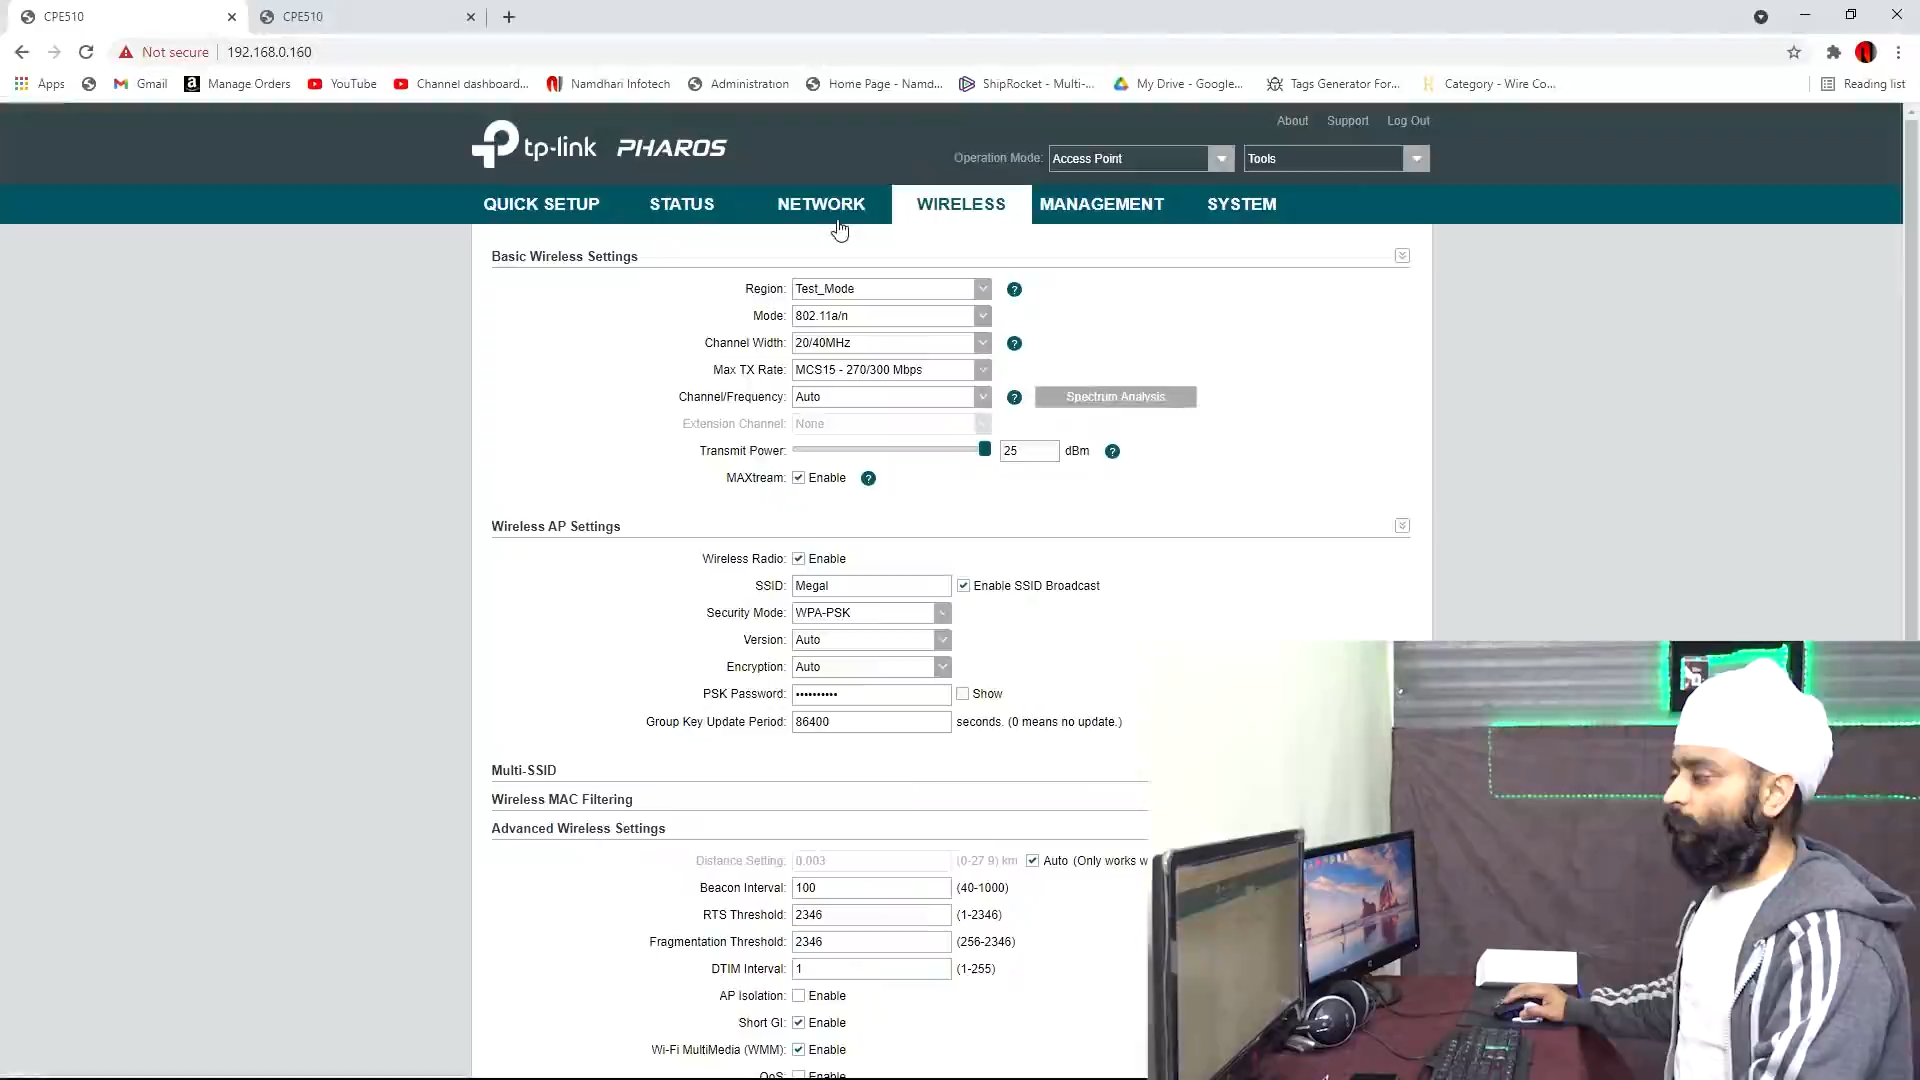 CPE510
CPE510
Not secure 192.168.0.160
Apps Gmail Manage Orders YouTube Channel dashboard... Namdhari Infotech Administration Home Page - Namd... ShipRocket - Multi-... My Drive - Google... Tags Generator For... Category - Wire Co... Reading list
About Support Log Out
tp-link PHAROS
Operation Mode: Access Point Tools
QUICK SETUP STATUS NETWORK WIRELESS MANAGEMENT SYSTEM
Basic Wireless Settings
Region: Test_Mode ?
Mode: 802.11a/n
Channel Width: 20/40MHz ?
Max TX Rate: MCS15 - 270/300 Mbps
Channel/Frequency: Auto ? Spectrum Analysis
Extension Channel: None
Transmit Power: 25 dBm ?
MAXtream: Enable ?
Wireless AP Settings
Wireless Radio: Enable
SSID: Megal Enable SSID Broadcast
Security Mode: WPA-PSK
Version: Auto
Encryption: Auto
PSK Password: •••••••••• Show
Group Key Update Period: 86400 seconds. (0 means no update.)
Multi-SSID
Wireless MAC Filtering
Advanced Wireless Settings
Distance Setting: 0.003 (0-27.9) km Auto (Only works w
Beacon Interval: 100 (40-1000)
RTS Threshold: 2346 (1-2346)
Fragmentation Threshold: 2346 (256-2346)
DTIM Interval: 1 (1-255)
AP Isolation: Enable
Short GI: Enable
Wi-Fi MultiMedia (WMM): Enable
QoS: Enable